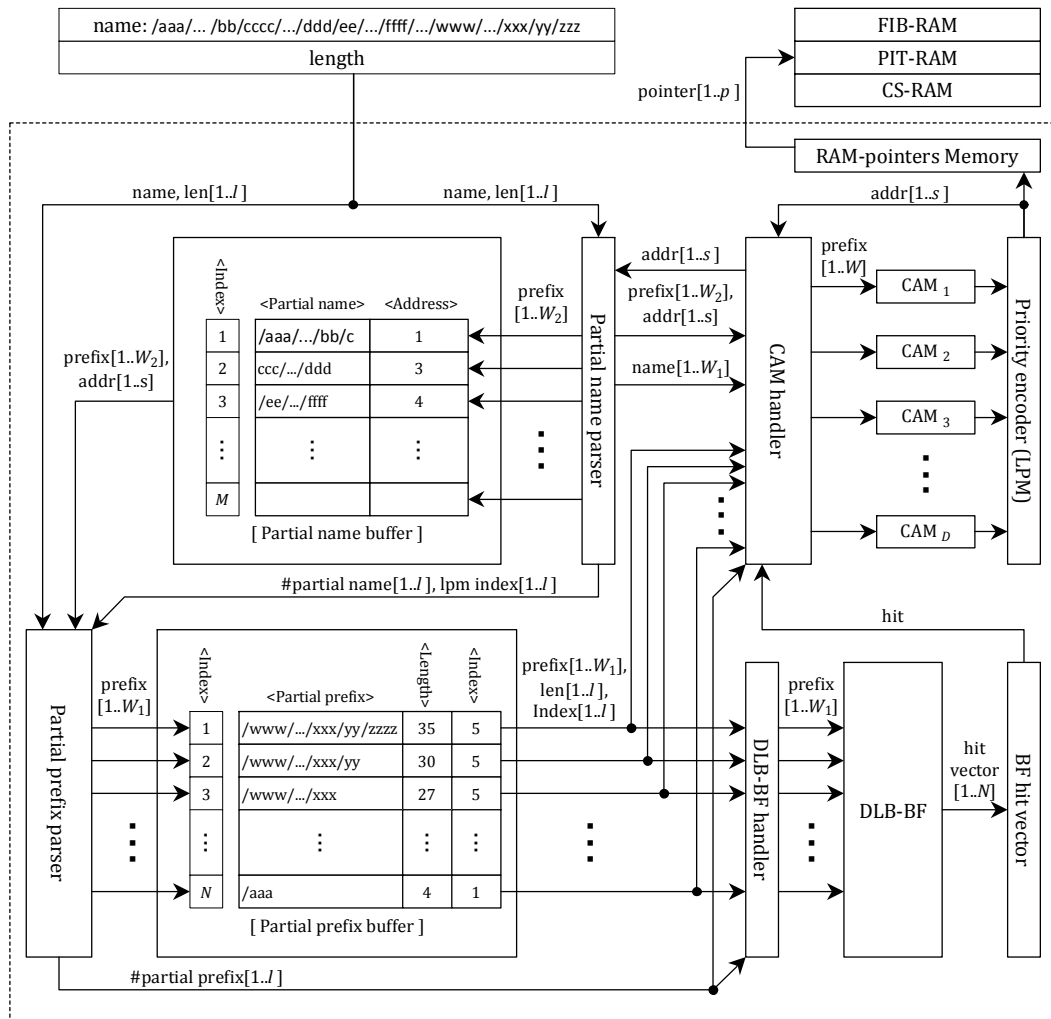 name: /aaa/... /bb/cccc/.../ddd/ee/.../ffff/.../www/.../xxx/yy/zzz
length
FIB-RAM
PIT-RAM
CS-RAM
pointer[1..p]
RAM-pointers Memory
name, len[1..l]
name, len[1..l]
addr[1..s]
<Index>
<Partial name>
<Address>
1
/aaa/.../bb/c
1
2
ccc/.../ddd
3
3
/ee/.../ffff
4
⋮
⋮
⋮
M
[ Partial name buffer ]
prefix[1..W2],
addr[1..s]
prefix
[1..W2]
Partial name parser
addr[1..s]
prefix[1..W2],
addr[1..s]
name[1..W1]
CAM handler
prefix
[1..W]
CAM 1
CAM 2
CAM 3
CAM D
Priority encoder (LPM)
#partial name[1..l], lpm index[1..l]
hit
Partial prefix parser
prefix
[1..W1]
<Index>
<Partial prefix>
<Length>
<Index>
1
/www/.../xxx/yy/zzzz
35
5
2
/www/.../xxx/yy
30
5
3
/www/.../xxx
27
5
⋮
⋮
⋮
⋮
N
/aaa
4
1
[ Partial prefix buffer ]
prefix[1..W1],
len[1..l],
Index[1..l]
DLB-BF handler
prefix
[1..W1]
DLB-BF
hit
vector
[1..N]
BF hit vector
#partial prefix[1..l]